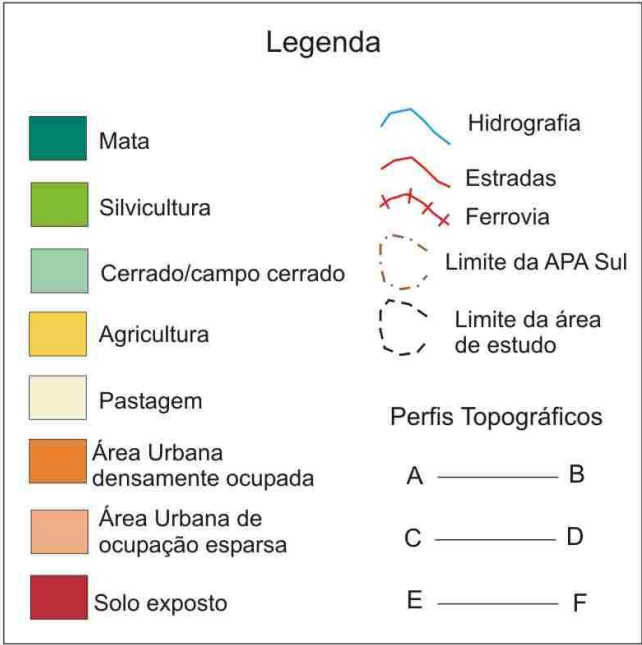 Legenda
Mata
Silvicultura
Cerrado/campo cerrado
Agricultura
Pastagem
Área Urbana
densamente ocupada
Área Urbana de
ocupação esparsa
Solo exposto
Hidrografia
Estradas
Ferrovia
Limite da APA Sul
Limite da área
de estudo
Perfis Topográficos
A B
C D
E F